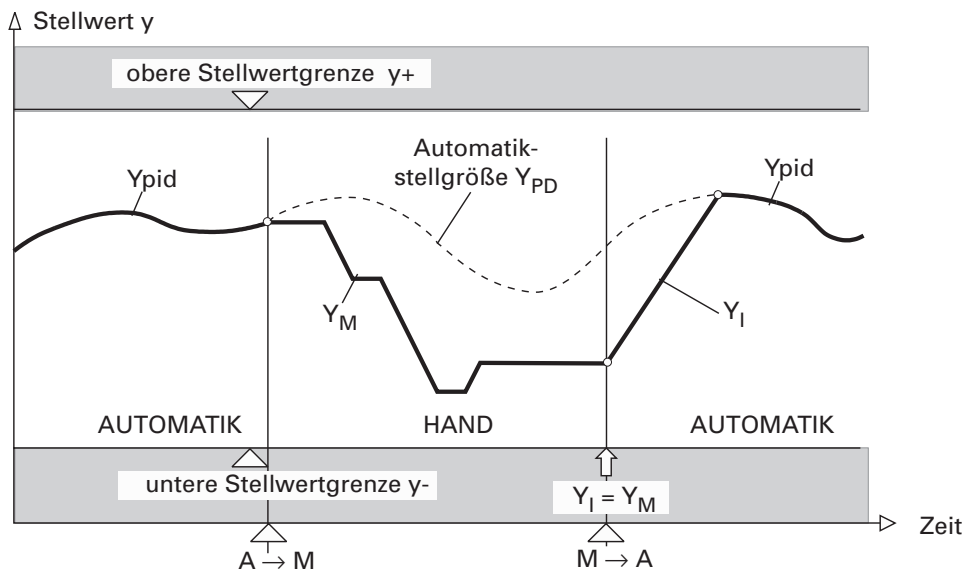 Stellwert y
obere Stellwertgrenze y+
Automatik-
stellgröße Y_PD
Ypid
Ypid
Y_M
Y_I
AUTOMATIK
HAND
AUTOMATIK
untere Stellwertgrenze y-
Y_I = Y_M
Zeit
A → M
M → A